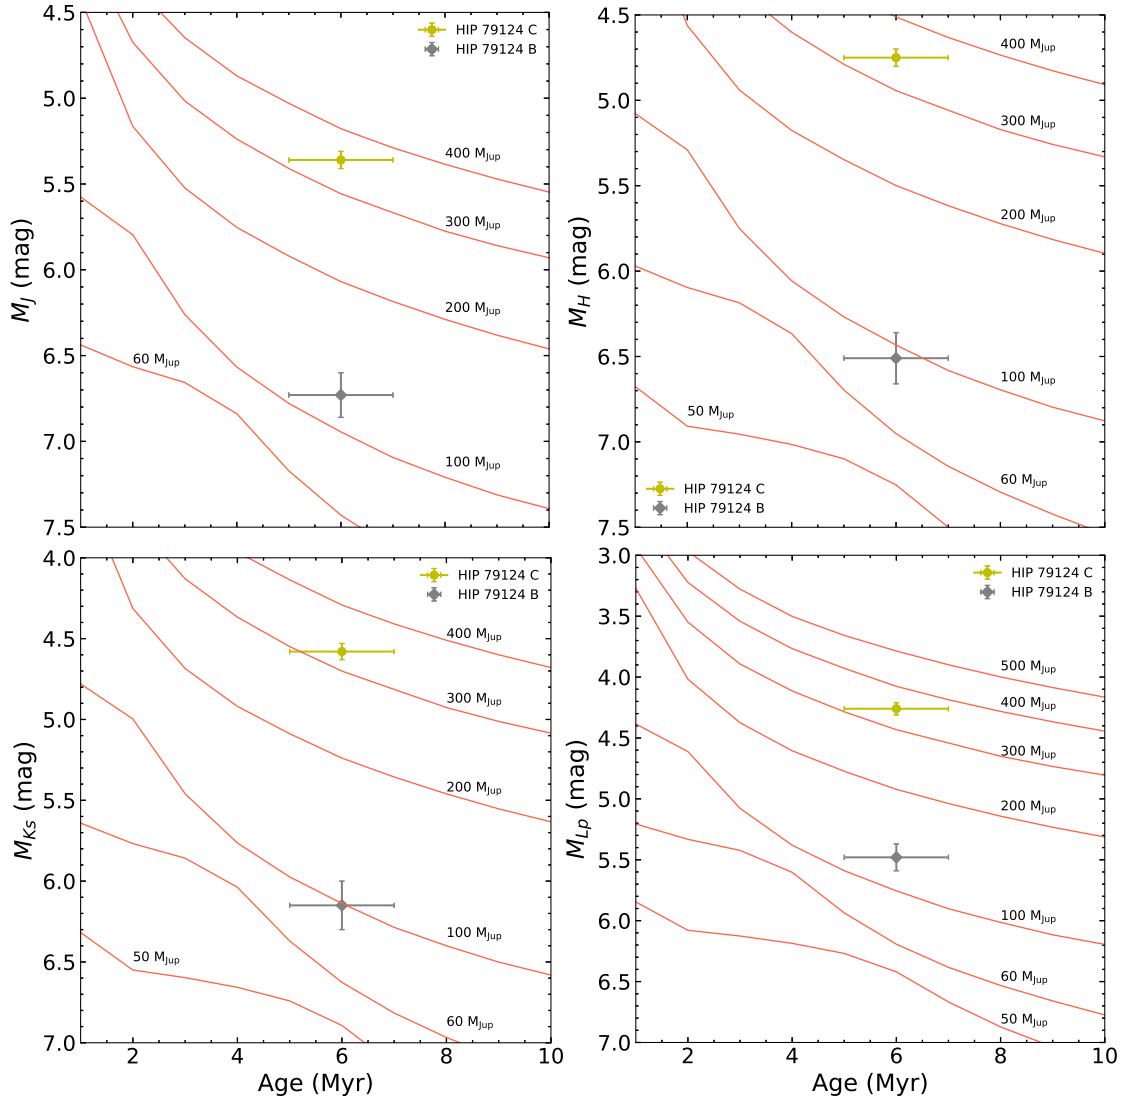 4.5
5.0
5.5
6.0
6.5
7.0
7.5
M_J (mag)
HIP 79124 C
HIP 79124 B
400 M_Jup
300 M_Jup
200 M_Jup
60 M_Jup
100 M_Jup
4.5
5.0
5.5
6.0
6.5
7.0
7.5
M_H (mag)
400 M_Jup
300 M_Jup
200 M_Jup
100 M_Jup
50 M_Jup
60 M_Jup
HIP 79124 C
HIP 79124 B
4.0
4.5
5.0
5.5
6.0
6.5
7.0
M_Ks (mag)
HIP 79124 C
HIP 79124 B
400 M_Jup
300 M_Jup
200 M_Jup
100 M_Jup
50 M_Jup
60 M_Jup
2 4 6 8 10
Age (Myr)
3.0
3.5
4.0
4.5
5.0
5.5
6.0
6.5
7.0
M_Lp (mag)
HIP 79124 C
HIP 79124 B
500 M_Jup
400 M_Jup
300 M_Jup
200 M_Jup
100 M_Jup
60 M_Jup
50 M_Jup
2 4 6 8 10
Age (Myr)